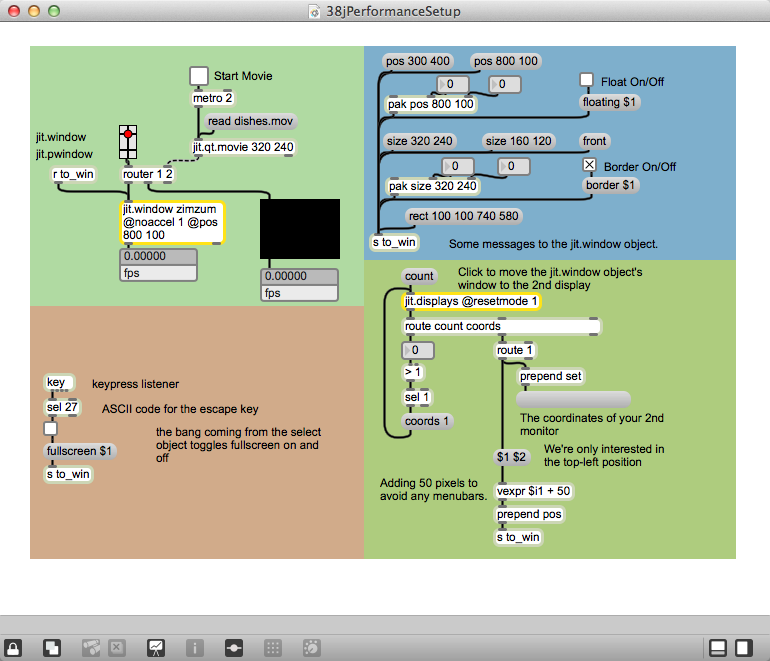 38jPerformanceSetup
Start Movie
metro 2
read dishes.mov
jit.window
jit.pwindow
jit.qt.movie 320 240
r to_win
router 1 2
jit.window zimzum
@noaccel 1 @pos
800 100
0.00000
fps
0.00000
fps
pos 300 400
pos 800 100
0
0
pak pos 800 100
Float On/Off
floating $1
size 320 240
size 160 120
front
0
0
Border On/Off
pak size 320 240
border $1
rect 100 100 740 580
s to_win
Some messages to the jit.window object.
key
keypress listener
sel 27
ASCII code for the escape key
the bang coming from the select
object toggles fullscreen on and
off
fullscreen $1
s to_win
count
Click to move the jit.window object's
window to the 2nd display
jit.displays @resetmode 1
route count coords
0
route 1
> 1
prepend set
sel 1
coords 1
The coordinates of your 2nd
monitor
$1 $2
We're only interested in
the top-left position
Adding 50 pixels to
avoid any menubars.
vexpr $i1 + 50
prepend pos
s to_win